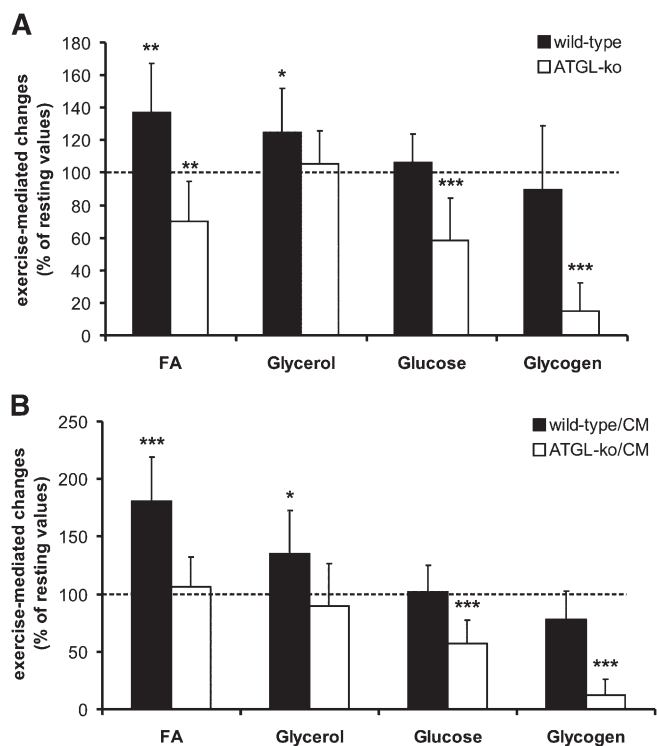 A
exercise-mediated changes
(% of resting values)
180
160
140
120
100
80
60
40
20
0
wild-type
ATGL-ko
**
**
*
***
***
FA Glycerol Glucose Glycogen
B
exercise-mediated changes
(% of resting values)
250
200
150
100
50
0
wild-type/CM
ATGL-ko/CM
***
*
***
***
FA Glycerol Glucose Glycogen